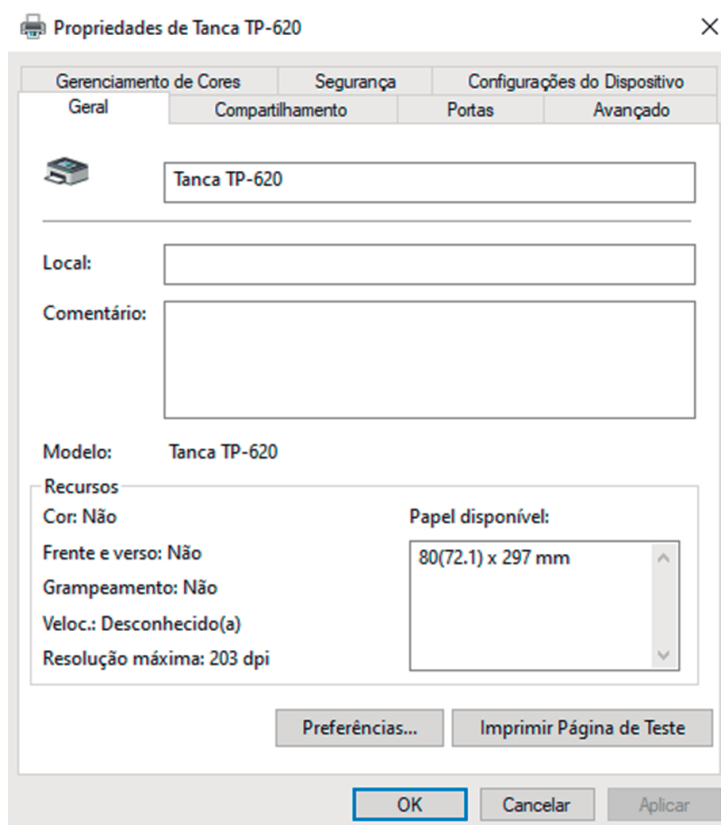 Propriedades de Tanca TP-620
Gerenciamento de Cores Segurança Configurações do Dispositivo
Geral Compartilhamento Portas Avançado
Tanca TP-620
Local:
Comentário:
Modelo: Tanca TP-620
Recursos
Cor: Não Papel disponível:
Frente e verso: Não 80(72.1) x 297 mm
Grampeamento: Não
Veloc.: Desconhecido(a)
Resolução máxima: 203 dpi
Preferências... Imprimir Página de Teste
OK Cancelar Aplicar